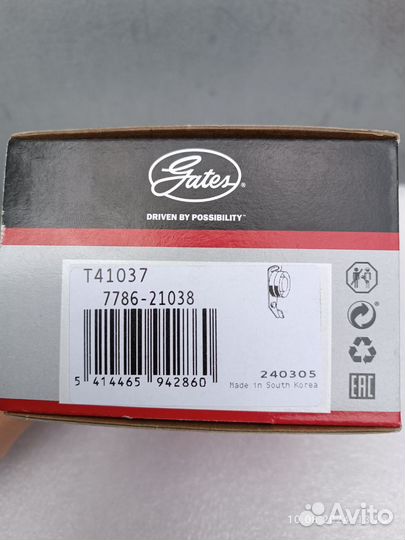 Gates®
DRIVEN BY POSSIBILITY™
T41037
7786-21038
240305
5 414465 942860
Made in South Korea
EAC
Avito